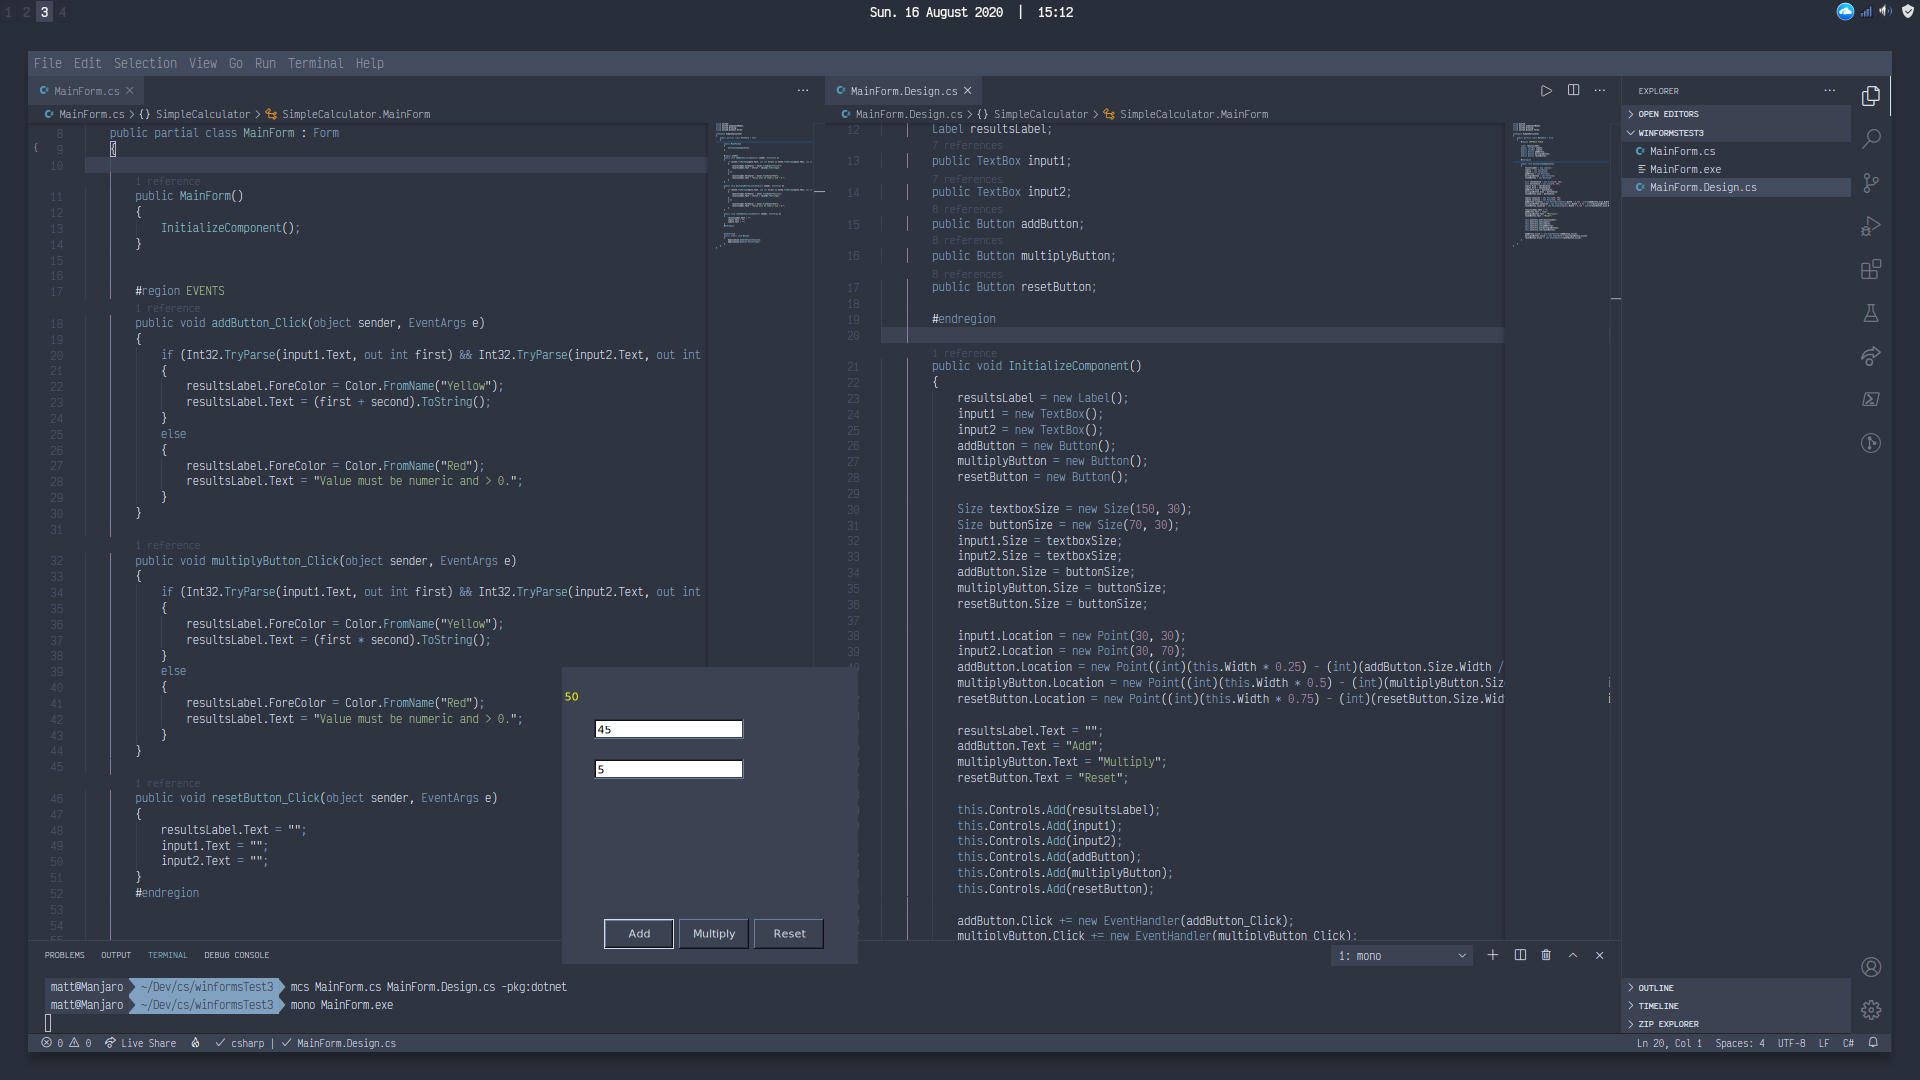 1 2 3 4
Sun. 16 August 2020 | 15:12
File Edit Selection View Go Run Terminal Help
MainForm.cs
MainForm.cs > {} SimpleCalculator > SimpleCalculator.MainForm
8 public partial class MainForm : Form
9 {
10
1 reference
11 public MainForm()
12 {
13 InitializeComponent();
14 }
15
16
17 #region EVENTS
1 reference
18 public void addButton_Click(object sender, EventArgs e)
19 {
20 if (Int32.TryParse(input1.Text, out int first) && Int32.TryParse(input2.Text, out int
21 {
22 resultsLabel.ForeColor = Color.FromName("Yellow");
23 resultsLabel.Text = (first + second).ToString();
24 }
25 else
26 {
27 resultsLabel.ForeColor = Color.FromName("Red");
28 resultsLabel.Text = "Value must be numeric and > 0.";
29 }
30 }
31
1 reference
32 public void multiplyButton_Click(object sender, EventArgs e)
33 {
34 if (Int32.TryParse(input1.Text, out int first) && Int32.TryParse(input2.Text, out int
35 {
36 resultsLabel.ForeColor = Color.FromName("Yellow");
37 resultsLabel.Text = (first * second).ToString();
38 }
39 else
40 {
41 resultsLabel.ForeColor = Color.FromName("Red");
42 resultsLabel.Text = "Value must be numeric and > 0.";
43 }
44 }
45
1 reference
46 public void resetButton_Click(object sender, EventArgs e)
47 {
48 resultsLabel.Text = "";
49 input1.Text = "";
50 input2.Text = "";
51 }
52 #endregion
53
54
55
MainForm.Design.cs
MainForm.Design.cs > {} SimpleCalculator > SimpleCalculator.MainForm
12 Label resultsLabel;
7 references
13 public TextBox input1;
7 references
14 public TextBox input2;
8 references
15 public Button addButton;
8 references
16 public Button multiplyButton;
8 references
17 public Button resetButton;
18
19 #endregion
20
1 reference
21 public void InitializeComponent()
22 {
23 resultsLabel = new Label();
24 input1 = new TextBox();
25 input2 = new TextBox();
26 addButton = new Button();
27 multiplyButton = new Button();
28 resetButton = new Button();
29
30 Size textboxSize = new Size(150, 30);
31 Size buttonSize = new Size(70, 30);
32 input1.Size = textboxSize;
33 input2.Size = textboxSize;
34 addButton.Size = buttonSize;
35 multiplyButton.Size = buttonSize;
36 resetButton.Size = buttonSize;
37
38 input1.Location = new Point(30, 30);
39 input2.Location = new Point(30, 70);
addButton.Location = new Point((int)(this.Width * 0.25) - (int)(addButton.Size.Width /
multiplyButton.Location = new Point((int)(this.Width * 0.5) - (int)(multiplyButton.Siz
resetButton.Location = new Point((int)(this.Width * 0.75) - (int)(resetButton.Size.Wid
resultsLabel.Text = "";
addButton.Text = "Add";
multiplyButton.Text = "Multiply";
resetButton.Text = "Reset";
this.Controls.Add(resultsLabel);
this.Controls.Add(input1);
this.Controls.Add(input2);
this.Controls.Add(addButton);
this.Controls.Add(multiplyButton);
this.Controls.Add(resetButton);
addButton.Click += new EventHandler(addButton_Click);
multiplyButton.Click += new EventHandler(multiplyButton_Click);
50
45
5
Add Multiply Reset
EXPLORER
OPEN EDITORS
WINFORMSTEST3
MainForm.cs
MainForm.exe
MainForm.Design.cs
OUTLINE
TIMELINE
ZIP EXPLORER
PROBLEMS OUTPUT TERMINAL DEBUG CONSOLE
1: mono
matt@Manjaro ~/Dev/cs/winformsTest3 mcs MainForm.cs MainForm.Design.cs -pkg:dotnet
matt@Manjaro ~/Dev/cs/winformsTest3 mono MainForm.exe
0 0 Live Share csharp | MainForm.Design.cs
Ln 20, Col 1 Spaces: 4 UTF-8 LF C#